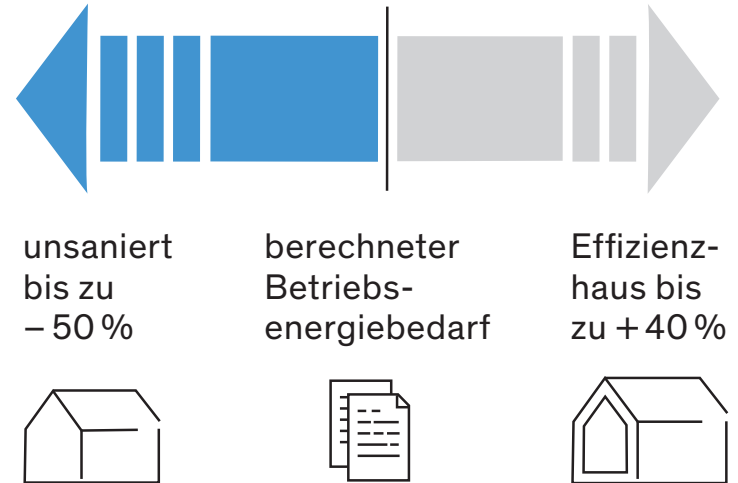 unsaniert
bis zu
– 50 %
berechneter
Betriebs-
energiebedarf
Effizienz-
haus bis
zu + 40 %